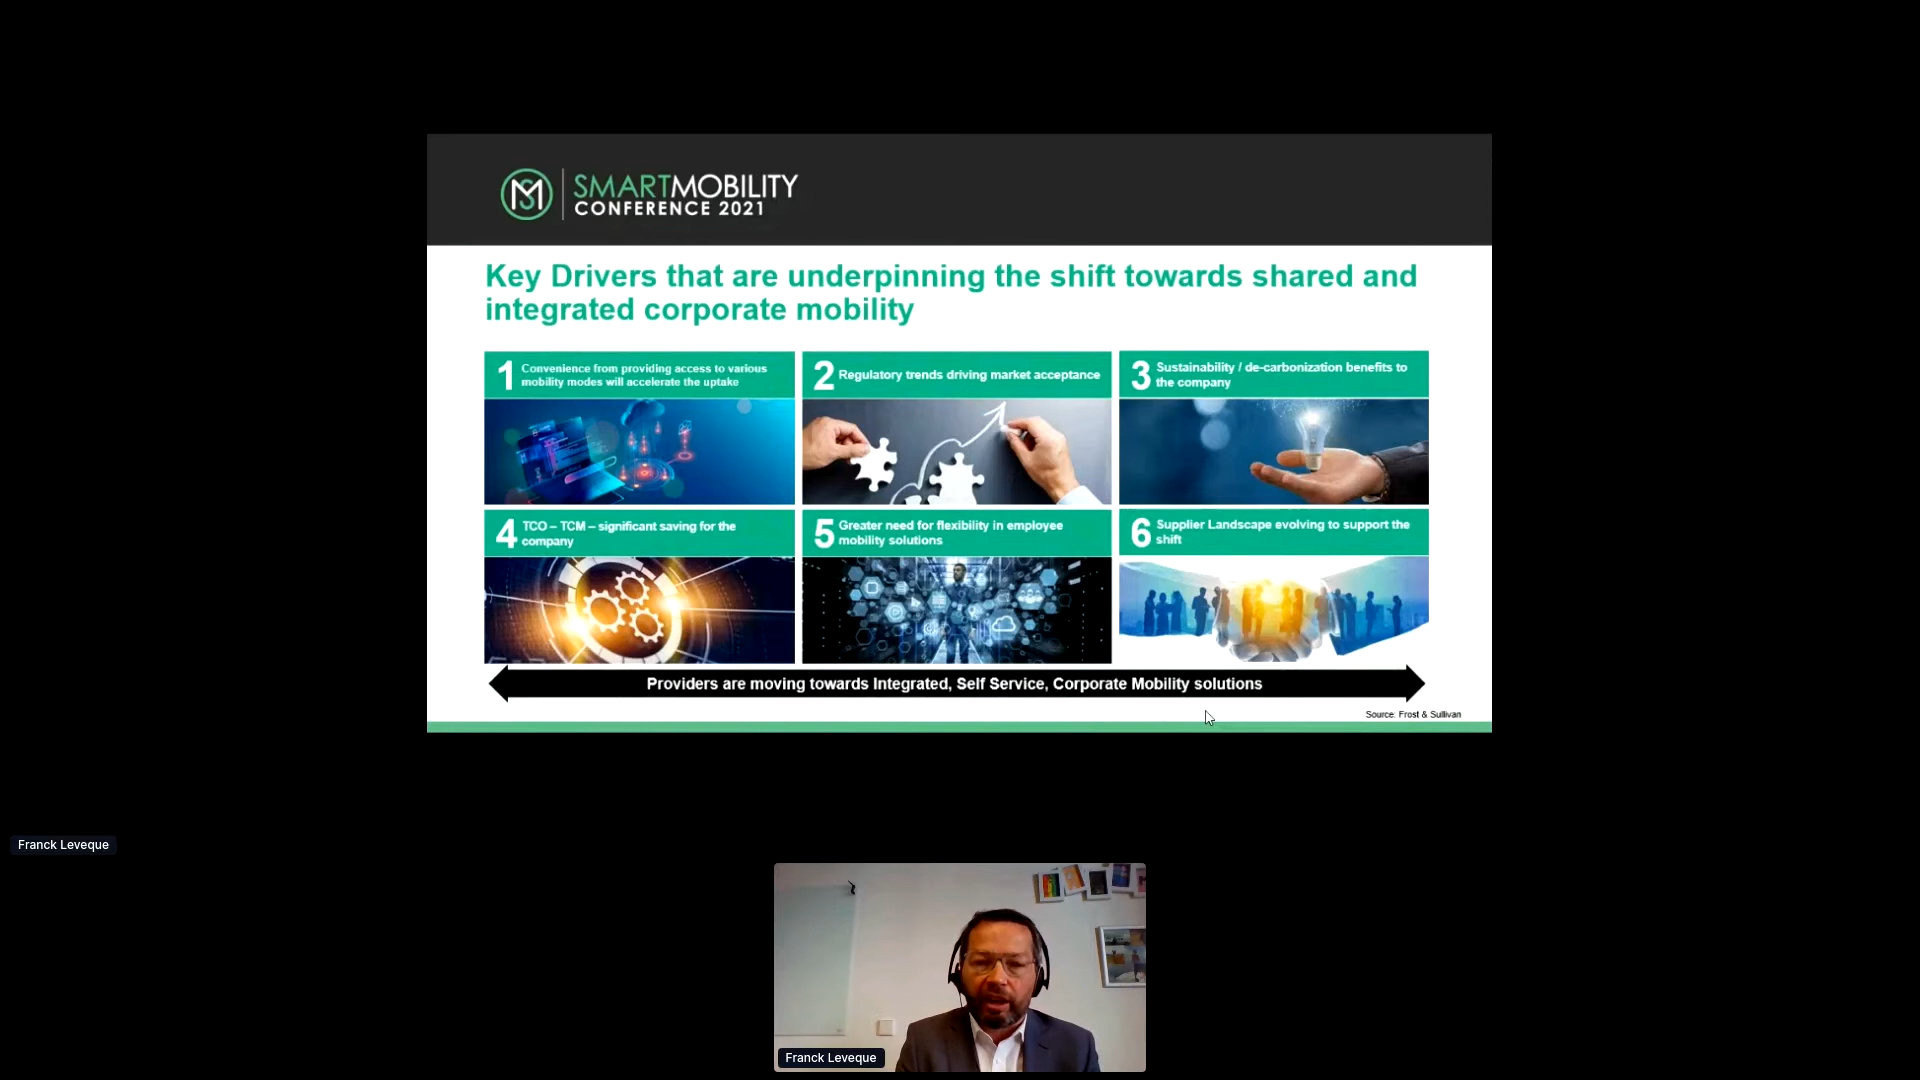 SMARTMOBILITY
CONFERENCE 2021
Key Drivers that are underpinning the shift towards shared and
integrated corporate mobility
1 Convenience from providing access to various
mobility modes will accelerate the uptake
2 Regulatory trends driving market acceptance
3 Sustainability / de-carbonization benefits to
the company
4 TCO – TCM – significant saving for the
company
5 Greater need for flexibility in employee
mobility solutions
6 Supplier Landscape evolving to support the
shift
Providers are moving towards Integrated, Self Service, Corporate Mobility solutions
Source: Frost & Sullivan
Franck Leveque
Franck Leveque